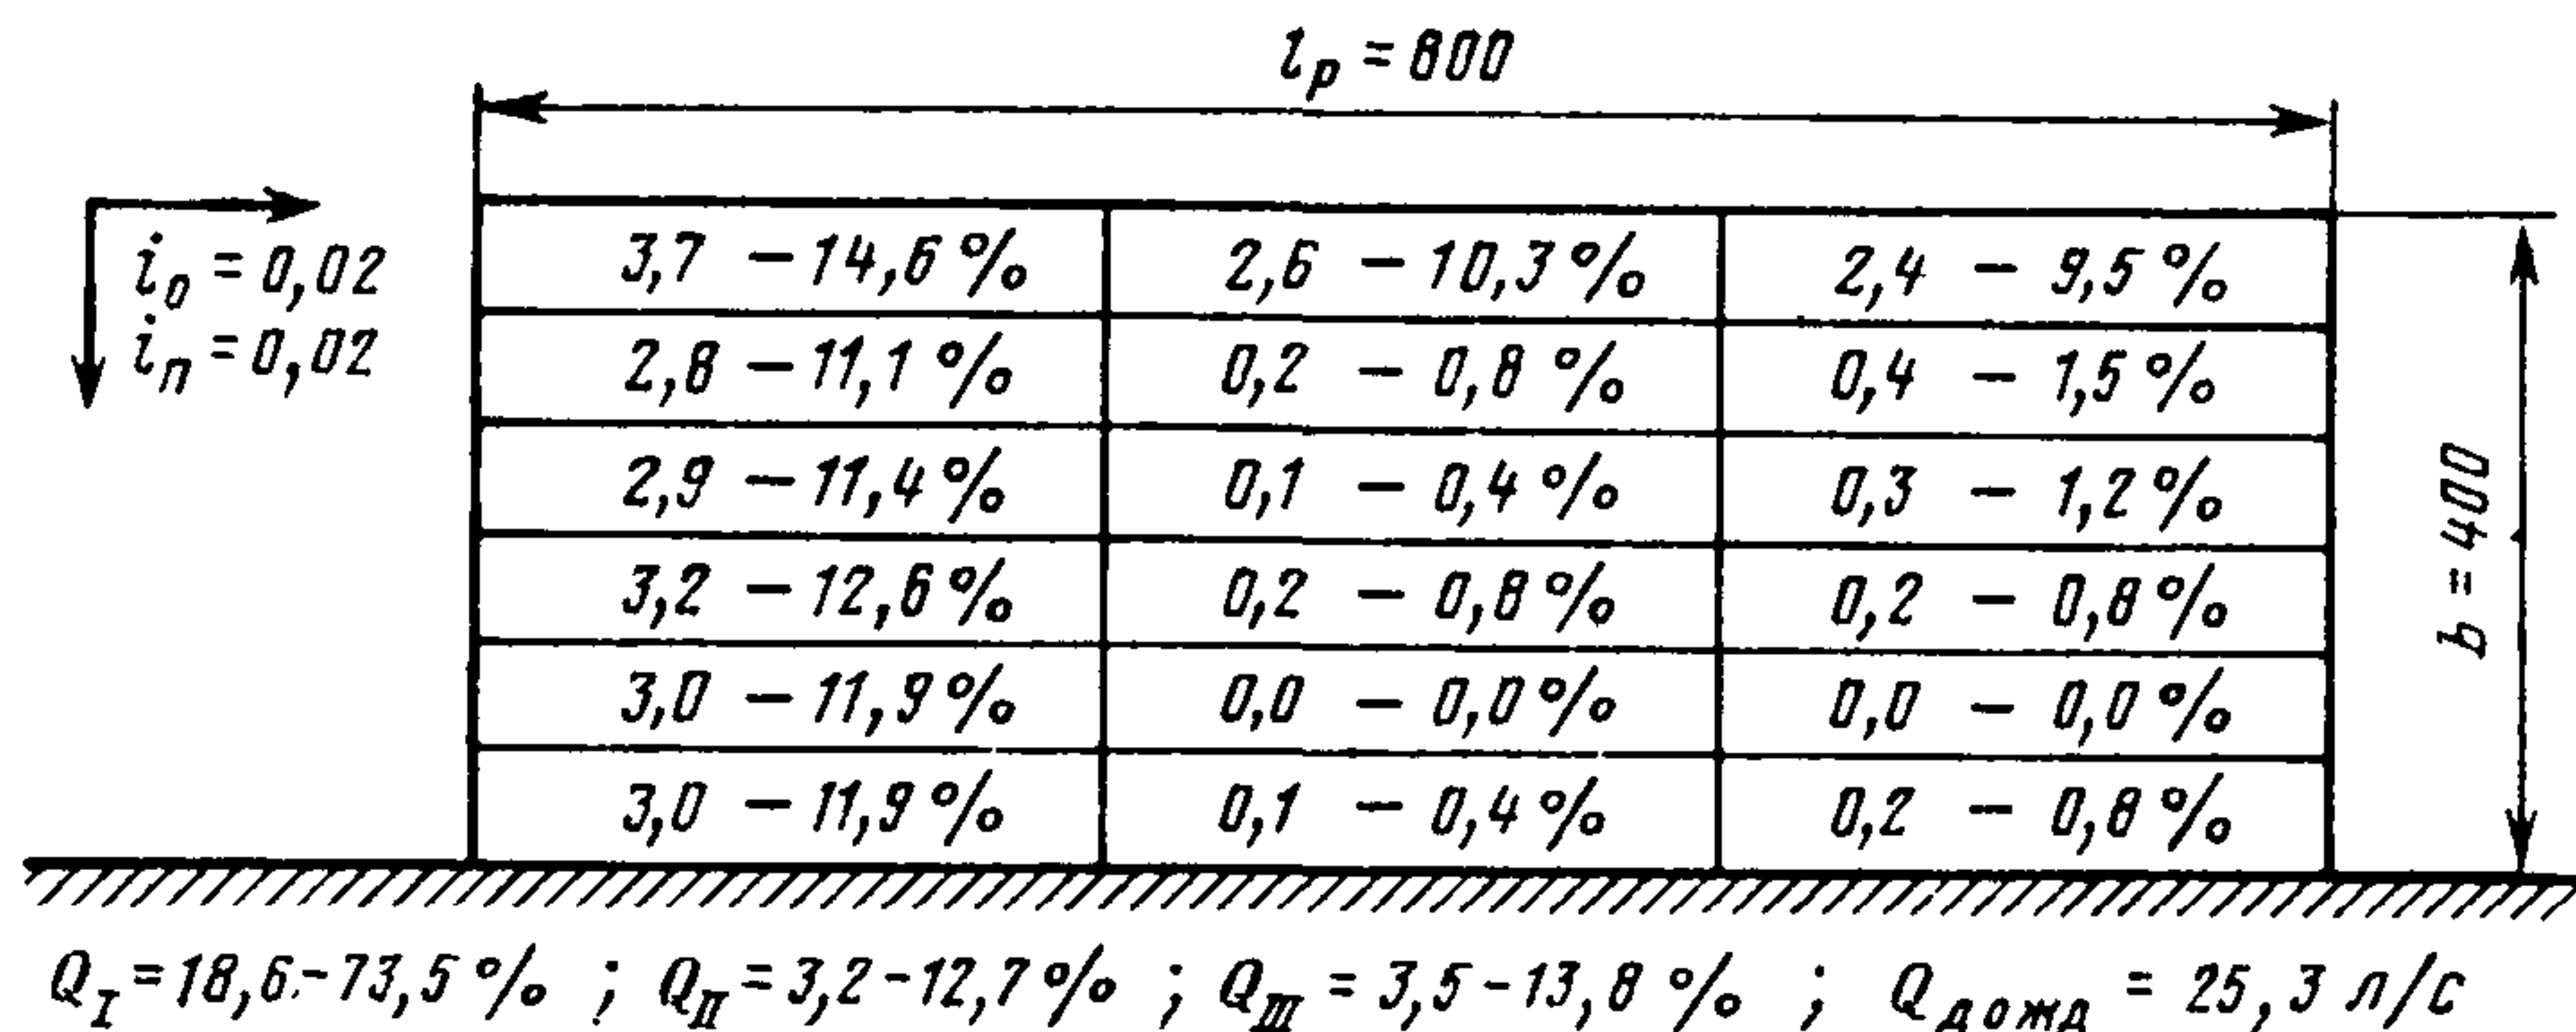 lр = 800
i₀ = 0,02
iп = 0,02
3,7 – 14,6 % 2,6 – 10,3 % 2,4 – 9,5 %
2,8 – 11,1 % 0,2 – 0,8 % 0,4 – 1,5 %
2,9 – 11,4 % 0,1 – 0,4 % 0,3 – 1,2 %
3,2 – 12,6 % 0,2 – 0,8 % 0,2 – 0,8 %
3,0 – 11,9 % 0,0 – 0,0 % 0,0 – 0,0 %
3,0 – 11,9 % 0,1 – 0,4 % 0,2 – 0,8 %
b = 400
Q_I = 18,6 - 73,5 % ; Q_II = 3,2 - 12,7 % ; Q_III = 3,5 - 13,8 % ; Q_дожд = 25,3 л/с